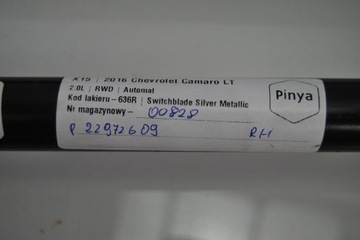 X15 | 2016 Chevrolet Camaro LT
2.0L | RWD | Automat
Kod lakieru – 636R | Switchblade Silver Metallic
Nr magazynowy – 00828
P 22972609 RH
Pinya